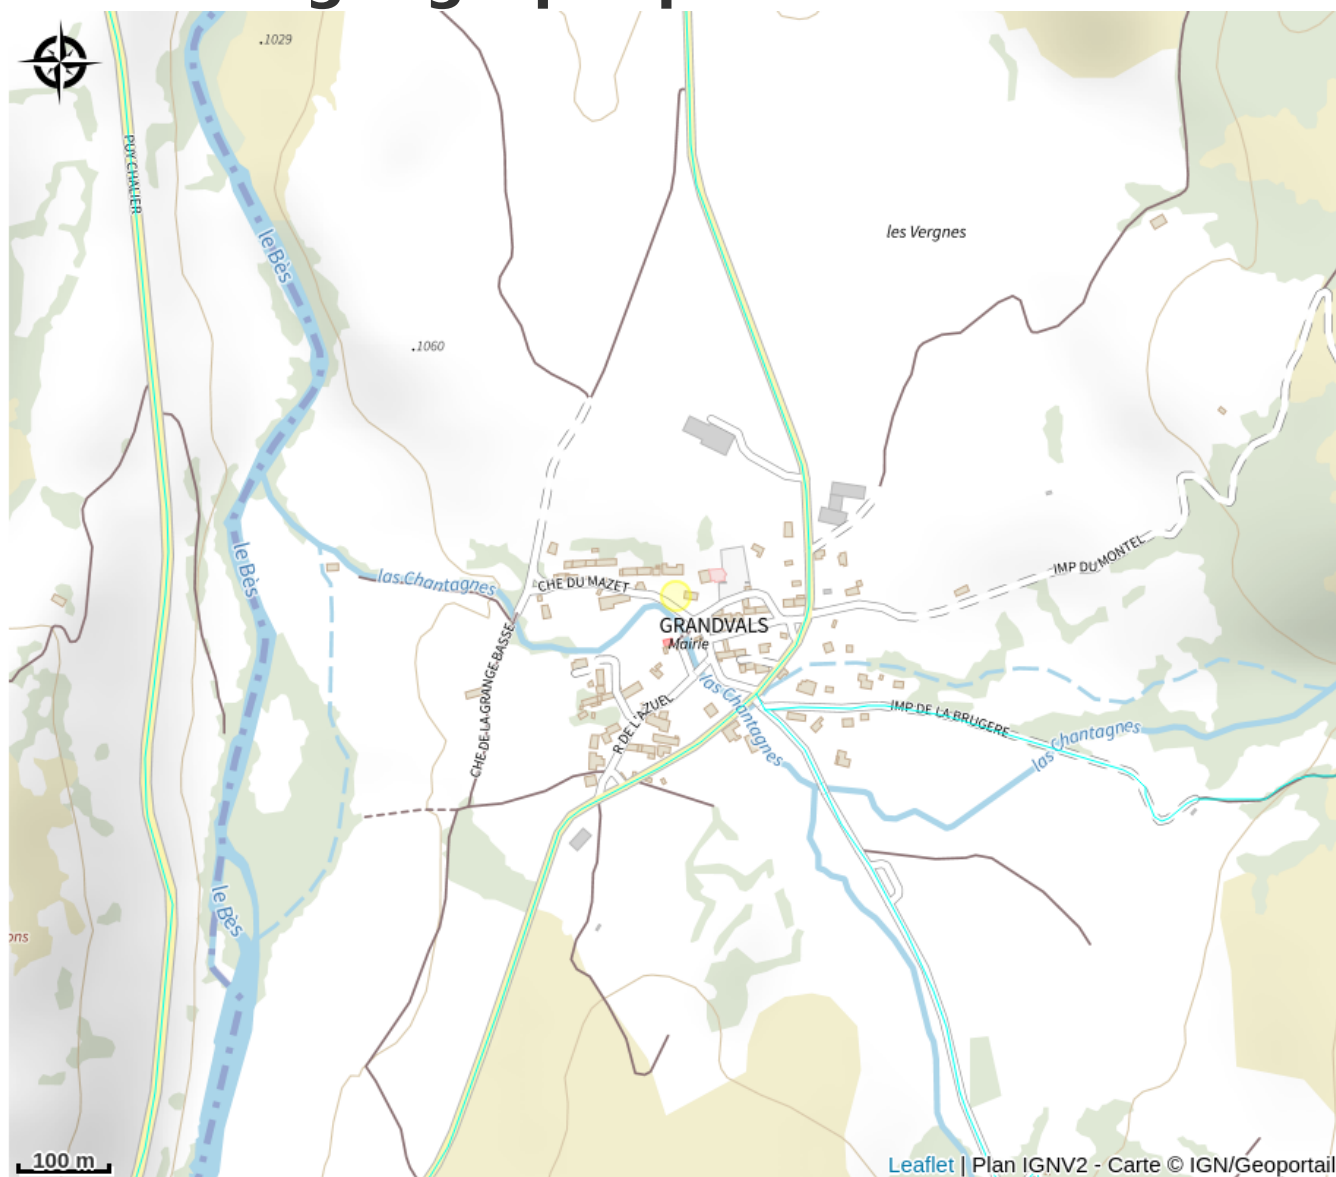 .1029
PUY CHALIER
le Bès
les Vergnes
.1060
le Bès
las Chantagnes
CHE DU MAZET
IMP DU MONTEL
GRANDVALS
Mairie
CHE-DE-LA-GRANGE-BASSE
las Chantagnes
R DE L'AZUEL
IMP DE LA BRUGERE
las Chantagnes
le Bès
ons
100 m
Leaflet | Plan IGNV2 - Carte © IGN/Geoportail